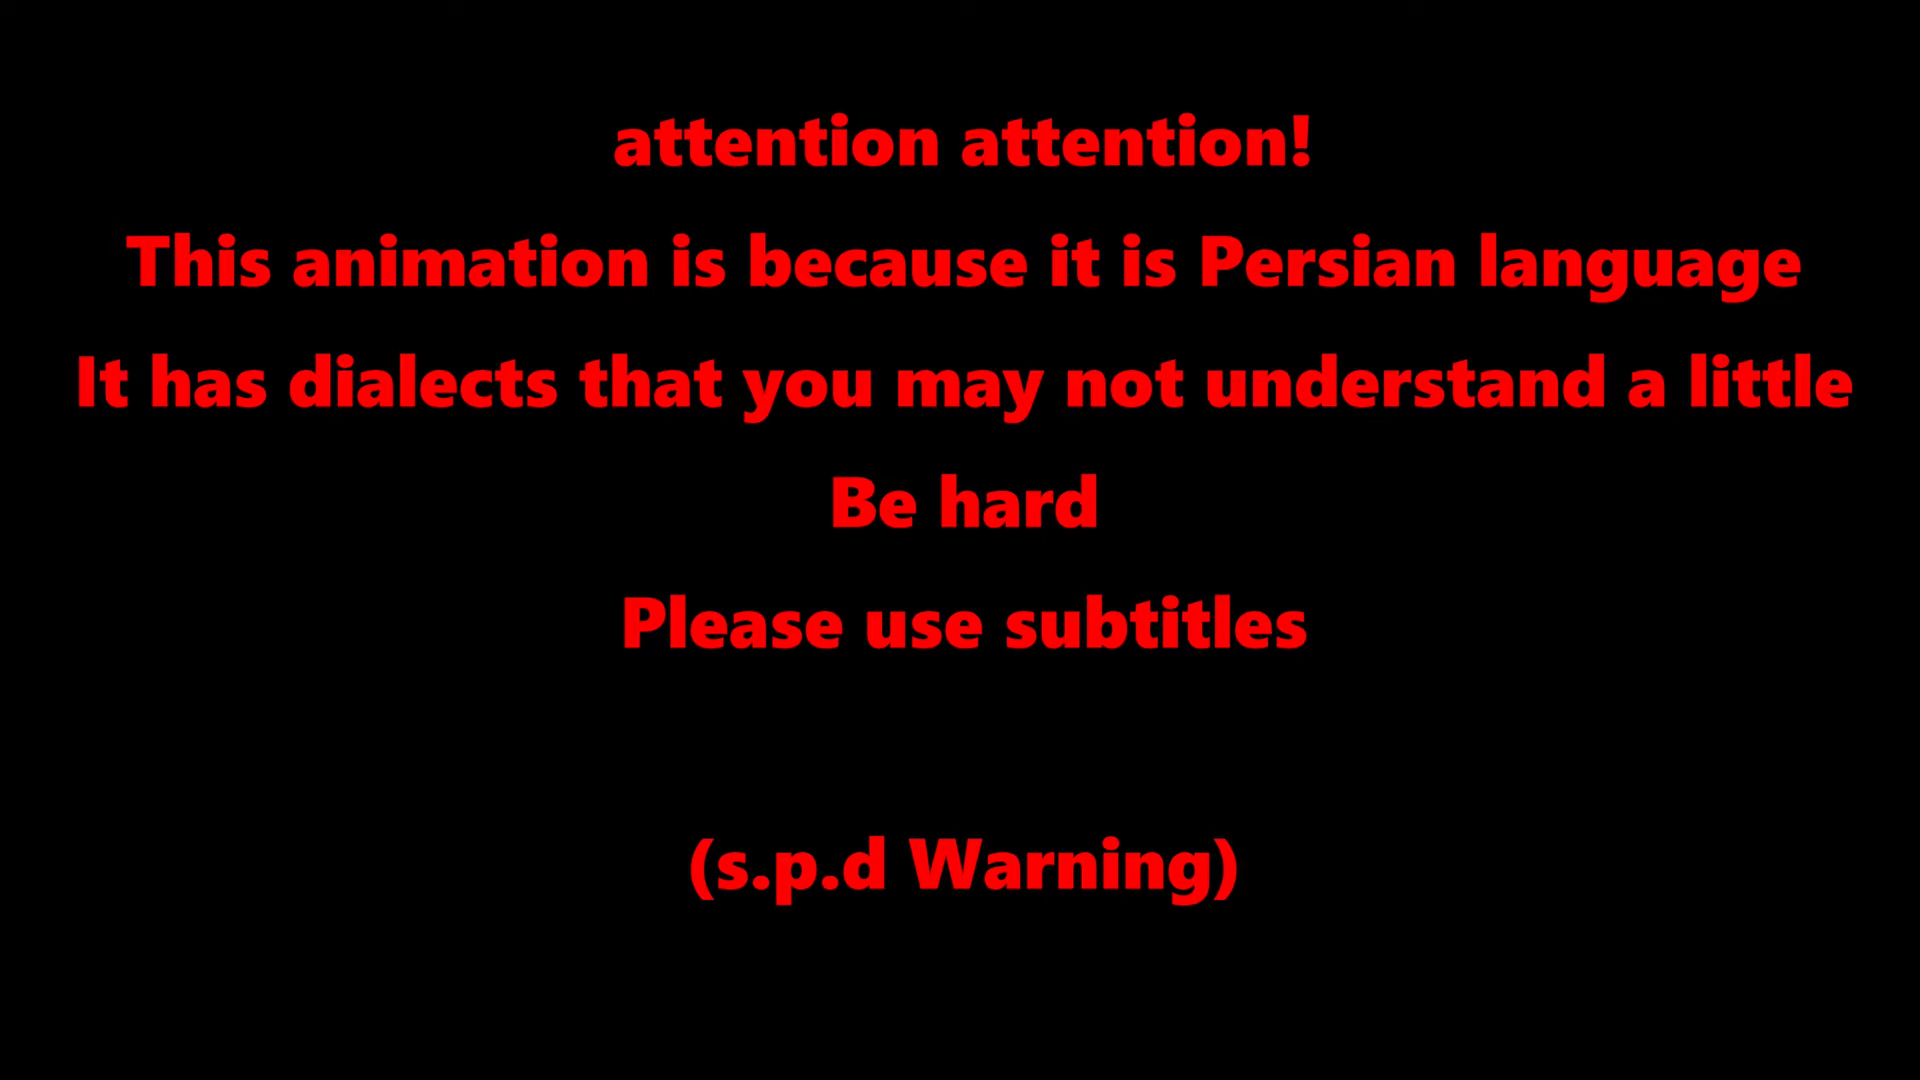 attention attention!
This animation is because it is Persian language
It has dialects that you may not understand a little
Be hard
Please use subtitles
(s.p.d Warning)